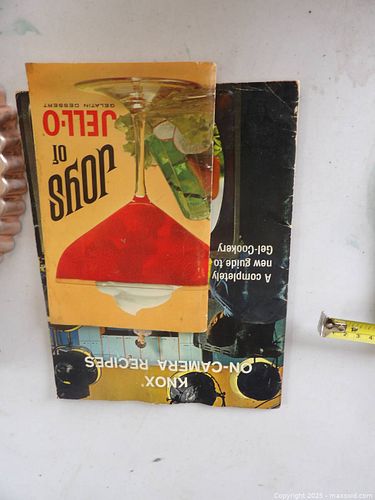 JOYS
OF
JELL-O
GELATIN DESSERT
A completely
new guide to
Gel-Cookery
KNOX®
ON-CAMERA RECIPES
Copyright 2025 - maxsold.com